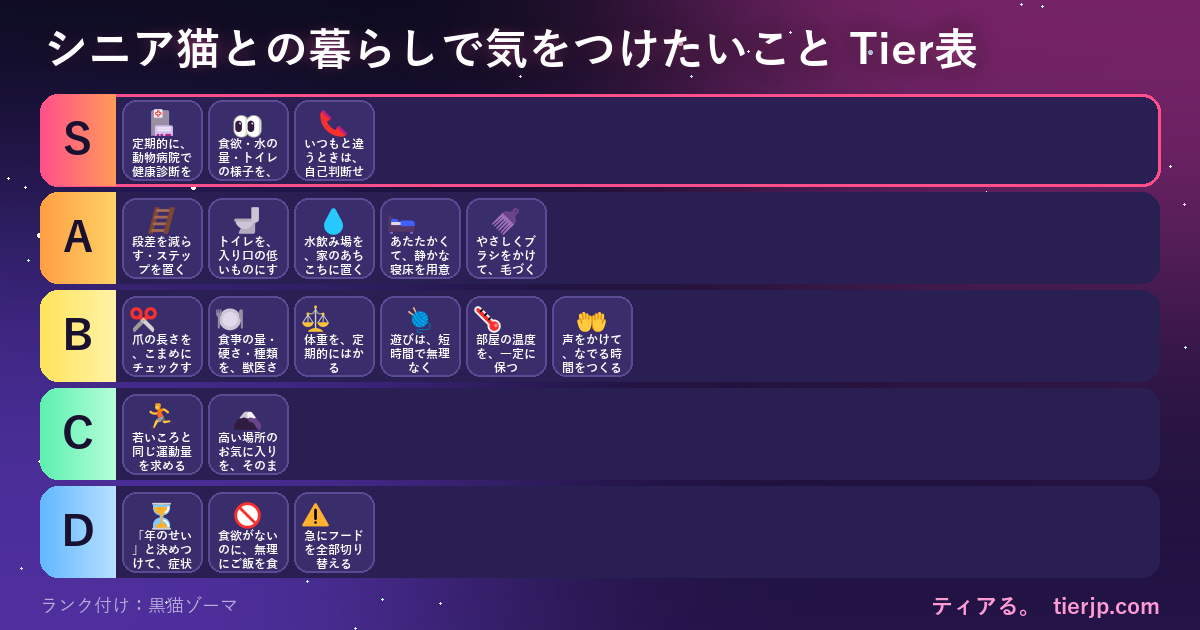 シニア猫との暮らしで気をつけたいこと Tier表
S
定期的に、
動物病院で
健康診断を
食欲・水の
量・トイレ
の様子を、
いつもと違
うときは、
自己判断せ
A
段差を減ら
す・ステッ
プを置く
トイレを、
入り口の低
いものにす
水飲み場を
、家のあち
こちに置く
あたたかく
て、静かな
寝床を用意
やさしくブ
ラシをかけ
て、毛づく
B
爪の長さを
、こまめに
チェックす
食事の量・
硬さ・種類
を、獣医さ
体重を、定
期的にはか
る
遊びは、短
時間で無理
なく
部屋の温度
を、一定に
保つ
声をかけて
、なでる時
間をつくる
C
若いころと
同じ運動量
を求める
高い場所の
お気に入り
を、そのま
D
「年のせい
」と決めつ
けて、症状
食欲がない
のに、無理
にご飯を食
急にフード
を全部切り
替える
ランク付け：黒猫ゾーマ
ティアる。 tierjp.com